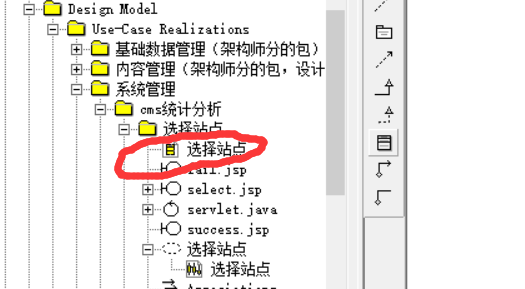 Design Model
Use-Case Realizations
基础数据管理（架构师分的包）
内容管理（架构师分的包，设计
系统管理
cms统计分析
选择站点
选择站点
fail.jsp
select.jsp
servlet.java
success.jsp
选择站点
选择站点
Associations